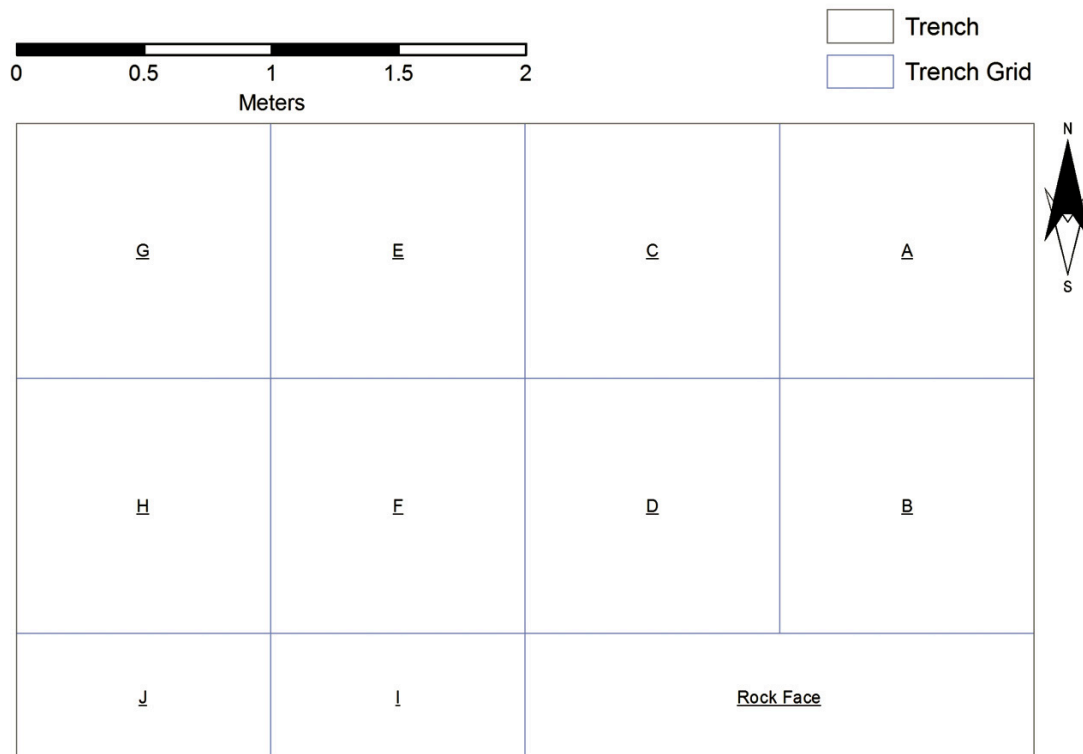 Trench
Trench Grid
0 0.5 1 1.5 2
Meters
N
S
G E C A
H F D B
J I Rock Face